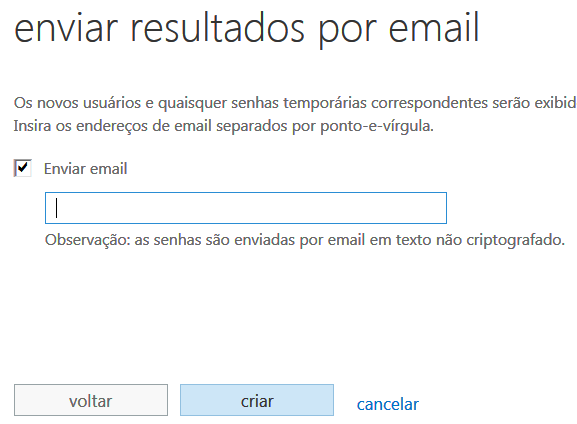 enviar resultados por email
Os novos usuários e quaisquer senhas temporárias correspondentes serão exibid
Insira os endereços de email separados por ponto-e-vírgula.
Enviar email
Observação: as senhas são enviadas por email em texto não criptografado.
voltar
criar
cancelar